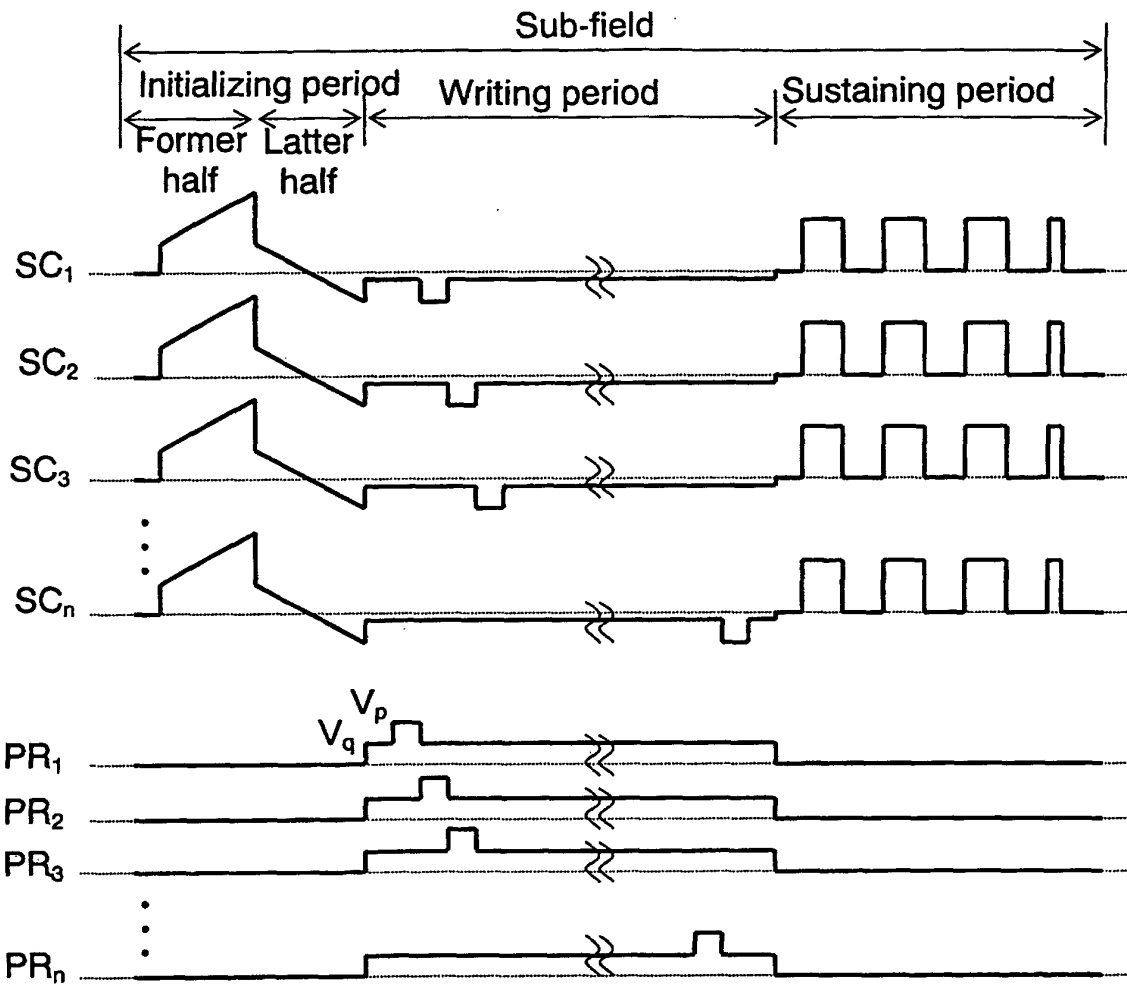 Sub-field
Initializing period Writing period Sustaining period
Former half Latter half
SC₁
SC₂
SC₃
SCₙ
Vₚ
V_q
PR₁
PR₂
PR₃
PRₙ